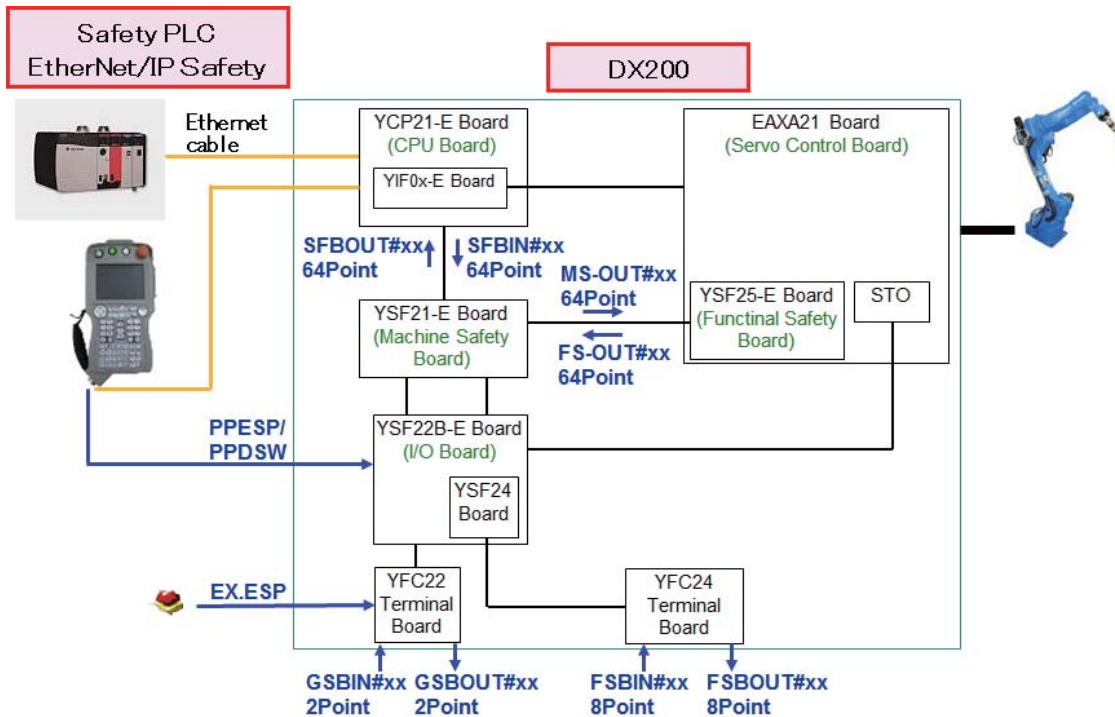 Safety PLC
EtherNet/IP Safety
DX200
Ethernet
cable
YCP21-E Board
(CPU Board)
YIF0x-E Board
EAXA21 Board
(Servo Control Board)
SFBOUT#xx
64Point
SFBIN#xx
64Point
MS-OUT#xx
64Point
YSF21-E Board
(Machine Safety
Board)
YSF25-E Board
(Functinal Safety
Board)
STO
FS-OUT#xx
64Point
PPESP/
PPDSW
YSF22B-E Board
(I/O Board)
YSF24
Board
EX.ESP
YFC22
Terminal
Board
YFC24
Terminal
Board
GSBIN#xx
2Point
GSBOUT#xx
2Point
FSBIN#xx
8Point
FSBOUT#xx
8Point